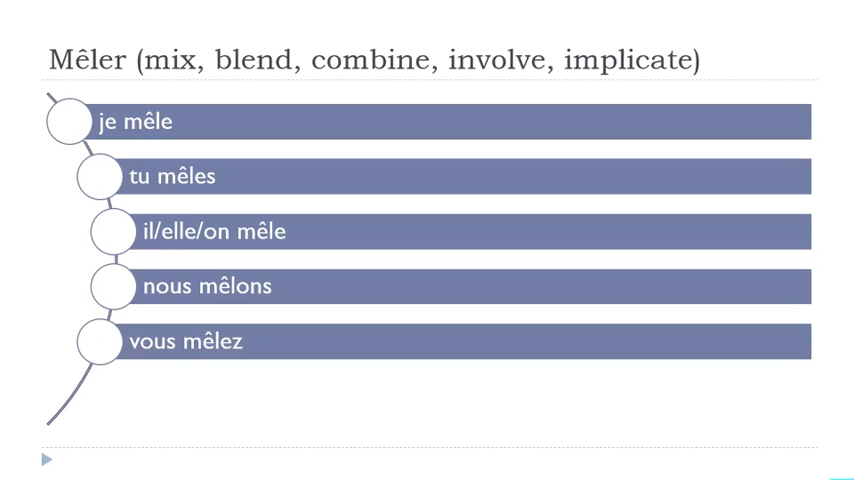 Mêler (mix, blend, combine, involve, implicate)
je mêle
tu mêles
il/elle/on mêle
nous mêlons
vous mêlez